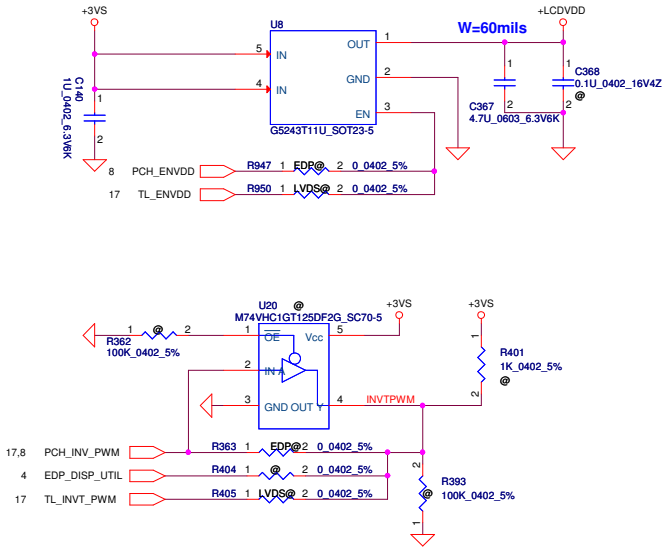 +3VS
U8
+LCDVDD
W=60mils
5
IN
OUT
1
4
IN
GND
2
EN
3
G5243T11U_SOT23-5
C140
1U_0402_6.3V6K
1
2
1
2
C367
4.7U_0603_6.3V6K
1
2
C368
0.1U_0402_16V4Z
@
8
PCH_ENVDD
R947
1
EDP@
2
0_0402_5%
17
TL_ENVDD
R950
1
LVDS@
2
0_0402_5%
U20
@
M74VHC1GT125DF2G_SC70-5
+3VS
+3VS
1
@
2
R362
100K_0402_5%
1
OE
Vcc
5
2
IN A
3
GND
OUT Y
4
INVTPWM
1
2
R401
1K_0402_5%
@
17,8
PCH_INV_PWM
R363
1
EDP@
2
0_0402_5%
4
EDP_DISP_UTIL
R404
1
@
2
0_0402_5%
17
TL_INVT_PWM
R405
1
LVDS@
2
0_0402_5%
2
1
R393
@
100K_0402_5%